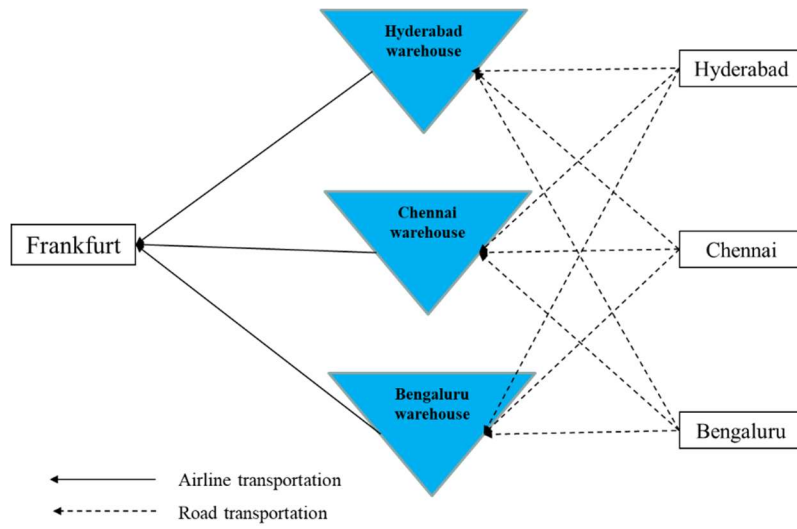 Hyderabad
warehouse
Hyderabad
Chennai
warehouse
Frankfurt
Chennai
Bengaluru
warehouse
Bengaluru
Airline transportation
Road transportation